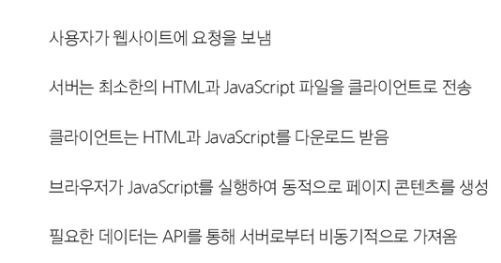 사용자가 웹사이트에 요청을 보냄
서버는 최소한의 HTML과 JavaScript 파일을 클라이언트로 전송
클라이언트는 HTML과 JavaScript를 다운로드 받음
브라우저가 JavaScript를 실행하여 동적으로 페이지 콘텐츠를 생성
필요한 데이터는 API를 통해 서버로부터 비동기적으로 가져옴